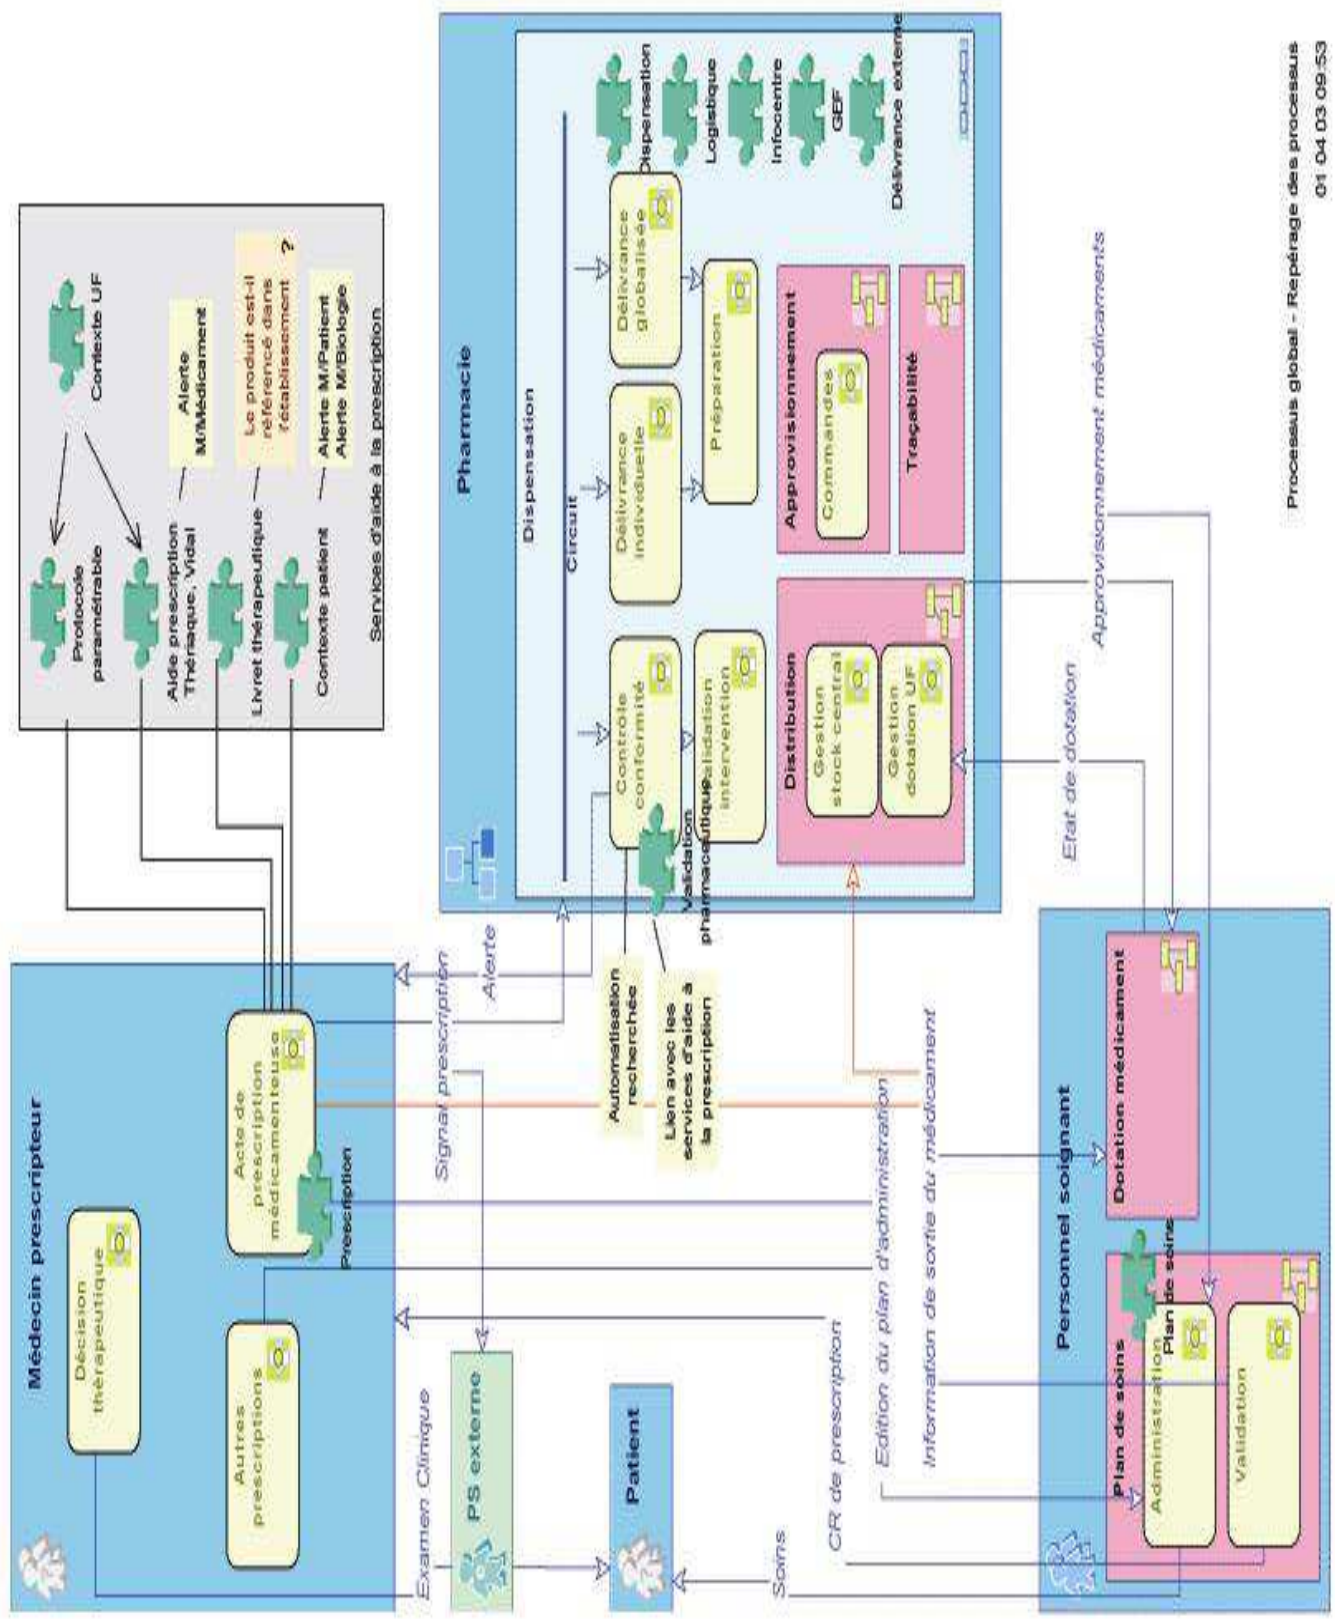 Médecin prescripteur
Décision
thérapeutique
Autres
prescriptions
Acte de
prescription
médicamenteuse
Prescription
Contexte UF
Protocole
paramétrable
Aide prescription
Thériaque, Vidal
Alerte
M/Médicament
Livret thérapeutique
Le produit est-il
référencé dans
l'établissement ?
Contexte patient
Alerte M/Patient
Alerte M/Biologie
Services d'aide à la prescription
Examen Clinique
Signal prescription
Alerte
PS externe
Patient
Soins
Automatisation
recherchée
Lien avec les
services d'aide à
la prescription
Pharmacie
Dispensation
Circuit
Contrôle
conformité
Délivrance
individuelle
Délivrance
globalisée
Validation
pharmaceutique
Validation
intervention
Préparation
Dispensation
Logistique
Infocentre
GEF
Délivrance externe
Distribution
Gestion
stock central
Gestion
dotation UF
Approvisionnement
Commandes
Traçabilité
CR de prescription
Edition du plan d'administration
Information de sortie du médicament
Etat de dotation
Approvisionnement médicaments
Personnel soignant
Plan de soins
Administration
Plan de soins
Validation
Dotation médicament
Processus global - Repérage des processus
01 04 03 09:53